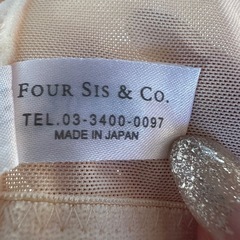 FOUR SIS & CO.
TEL.03-3400-0097
MADE IN JAPAN